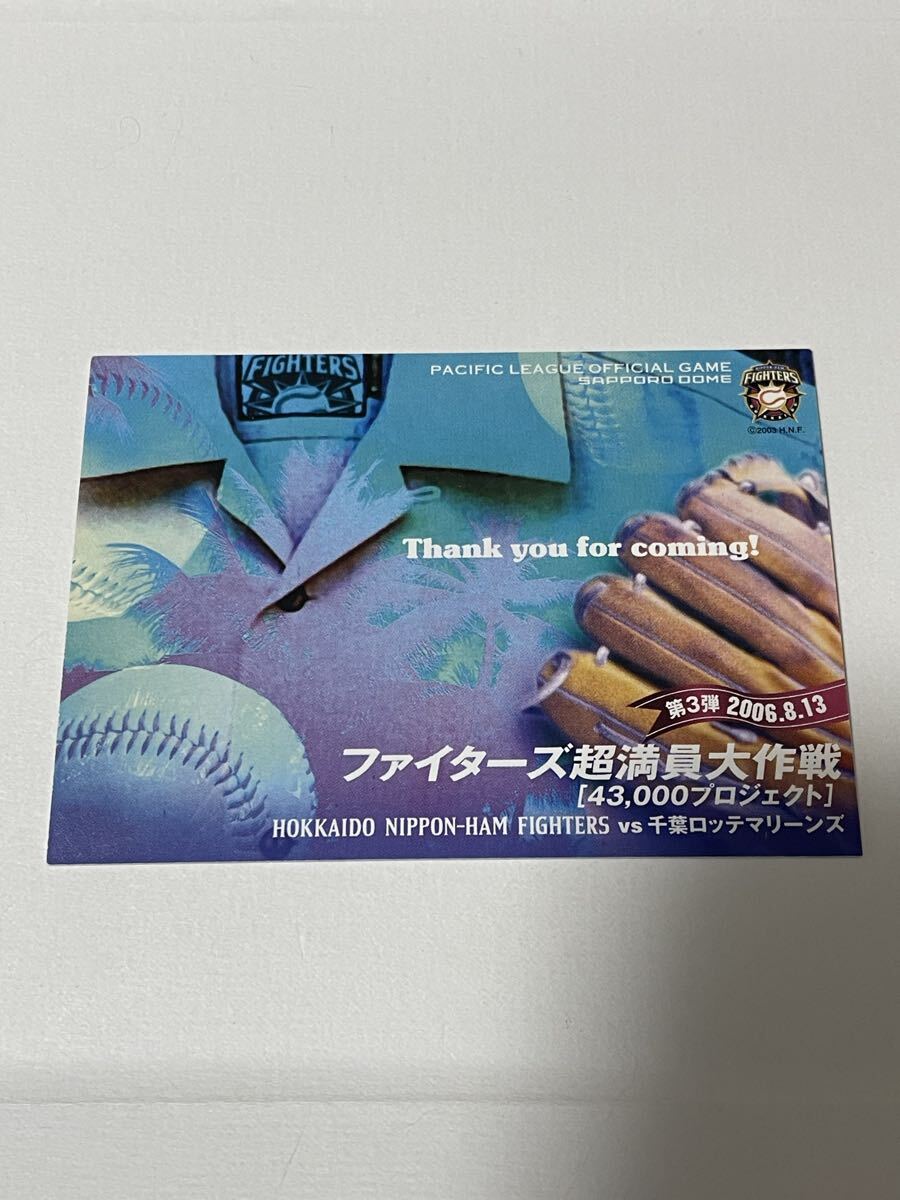 FIGHTERS
PACIFIC LEAGUE OFFICIAL GAME
SAPPORO DOME
NIPPON-HAM
FIGHTERS
©2003 H.N.F.
Thank you for coming!
第3弾 2006.8.13
ファイターズ超満員大作戦
[43,000プロジェクト]
HOKKAIDO NIPPON-HAM FIGHTERS vs 千葉ロッテマリーンズ